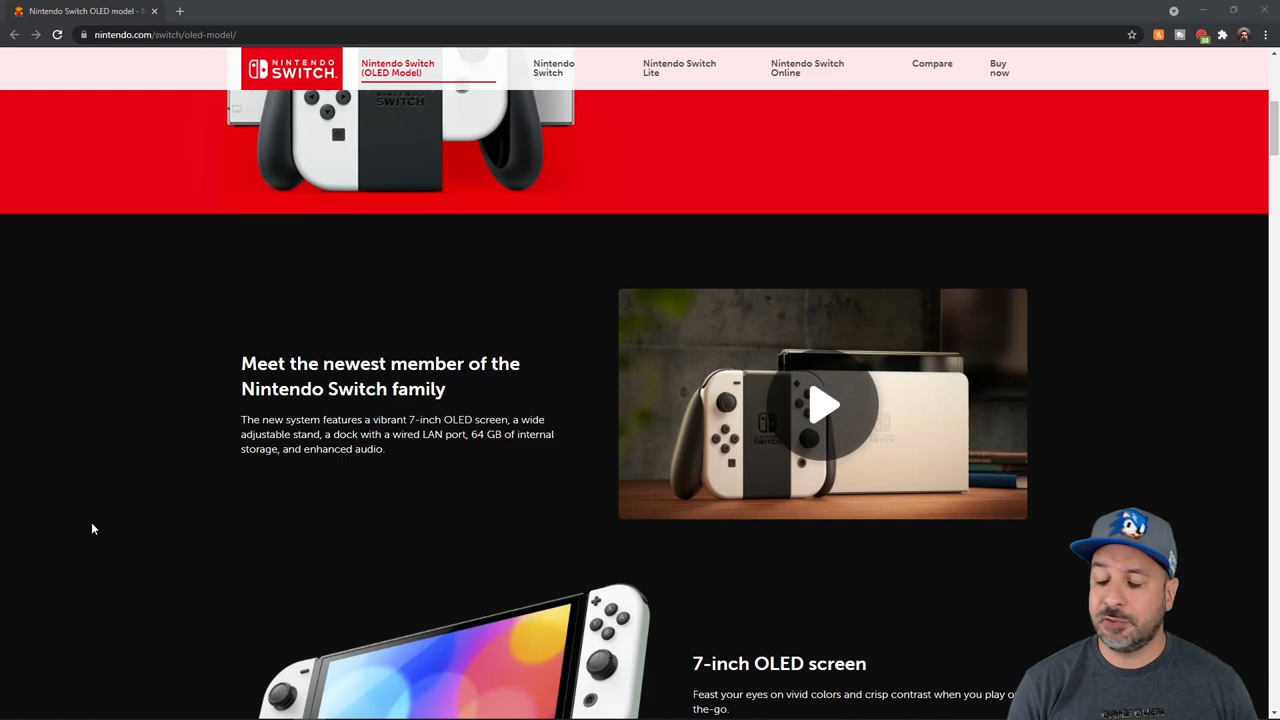 Nintendo Switch OLED model -
nintendo.com/switch/oled-model/
30
NINTENDO
SWITCH
Nintendo Switch
(OLED Model)
Nintendo
Switch
Nintendo Switch
Lite
Nintendo Switch
Online
Compare
Buy
now
NINTENDO
SWITCH
Meet the newest member of the
Nintendo Switch family
The new system features a vibrant 7-inch OLED screen, a wide
adjustable stand, a dock with a wired LAN port, 64 GB of internal
storage, and enhanced audio.
7-inch OLED screen
Feast your eyes on vivid colors and crisp contrast when you play
the-go.